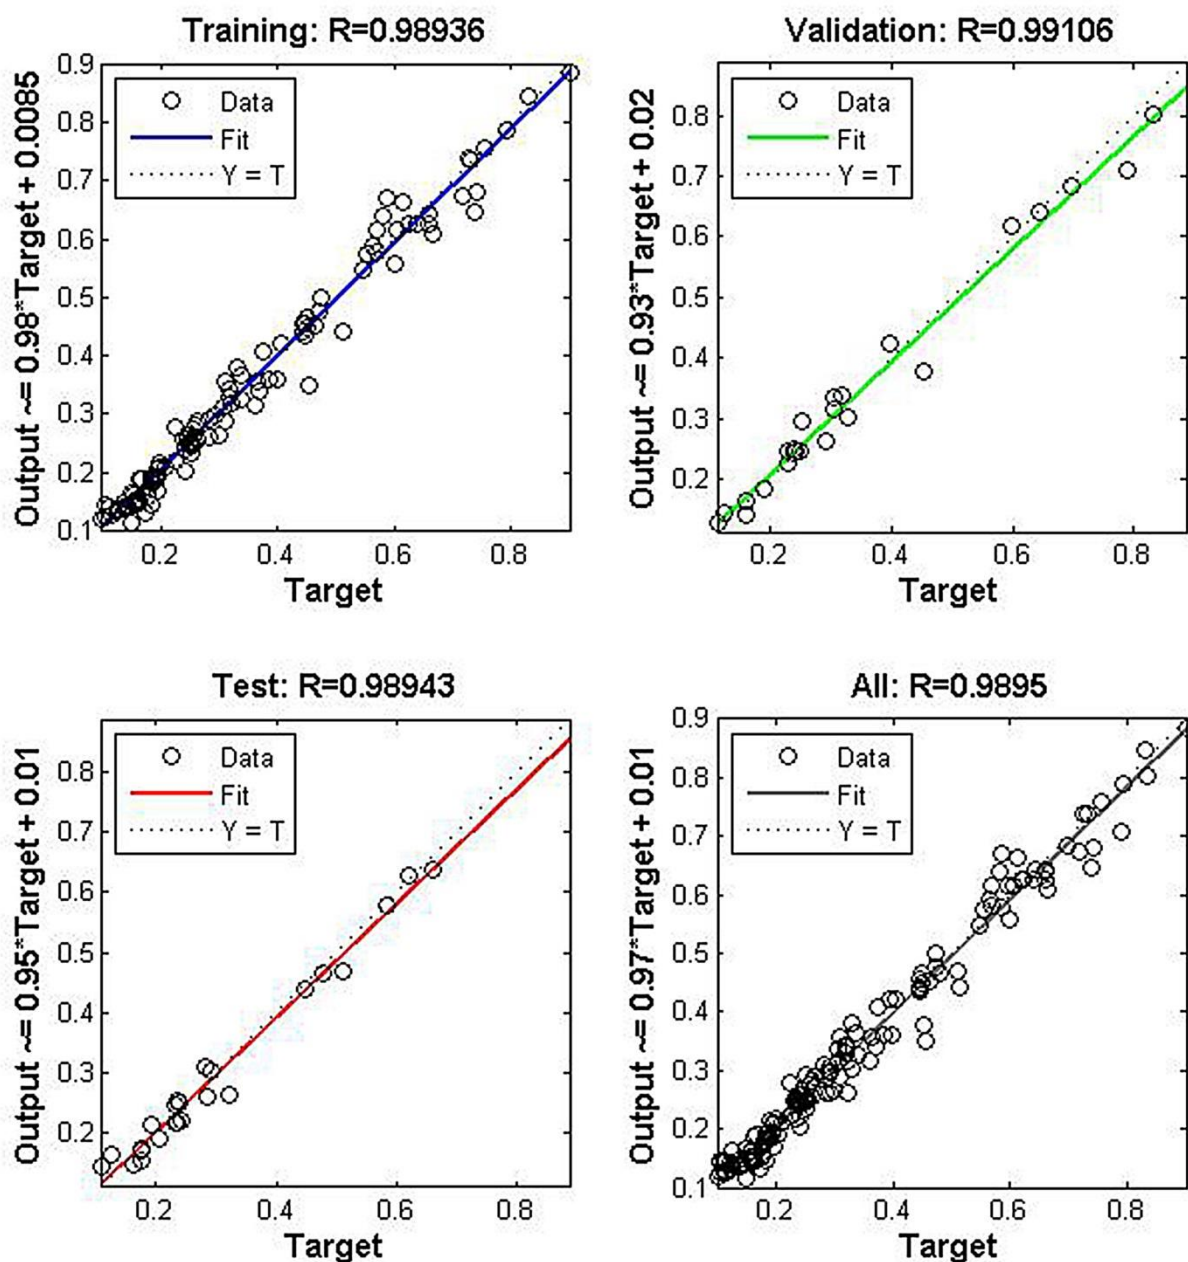 Training: R=0.98936
Output ~= 0.98*Target + 0.0085
0.9
0.8
0.7
0.6
0.5
0.4
0.3
0.2
0.1
Data
Fit
Y = T
0.2 0.4 0.6 0.8
Target
Validation: R=0.99106
Output ~= 0.93*Target + 0.02
0.8
0.7
0.6
0.5
0.4
0.3
0.2
Data
Fit
Y = T
0.2 0.4 0.6 0.8
Target
Test: R=0.98943
Output ~= 0.95*Target + 0.01
0.8
0.7
0.6
0.5
0.4
0.3
0.2
Data
Fit
Y = T
0.2 0.4 0.6 0.8
Target
All: R=0.9895
Output ~= 0.97*Target + 0.01
0.9
0.8
0.7
0.6
0.5
0.4
0.3
0.2
0.1
Data
Fit
Y = T
0.2 0.4 0.6 0.8
Target